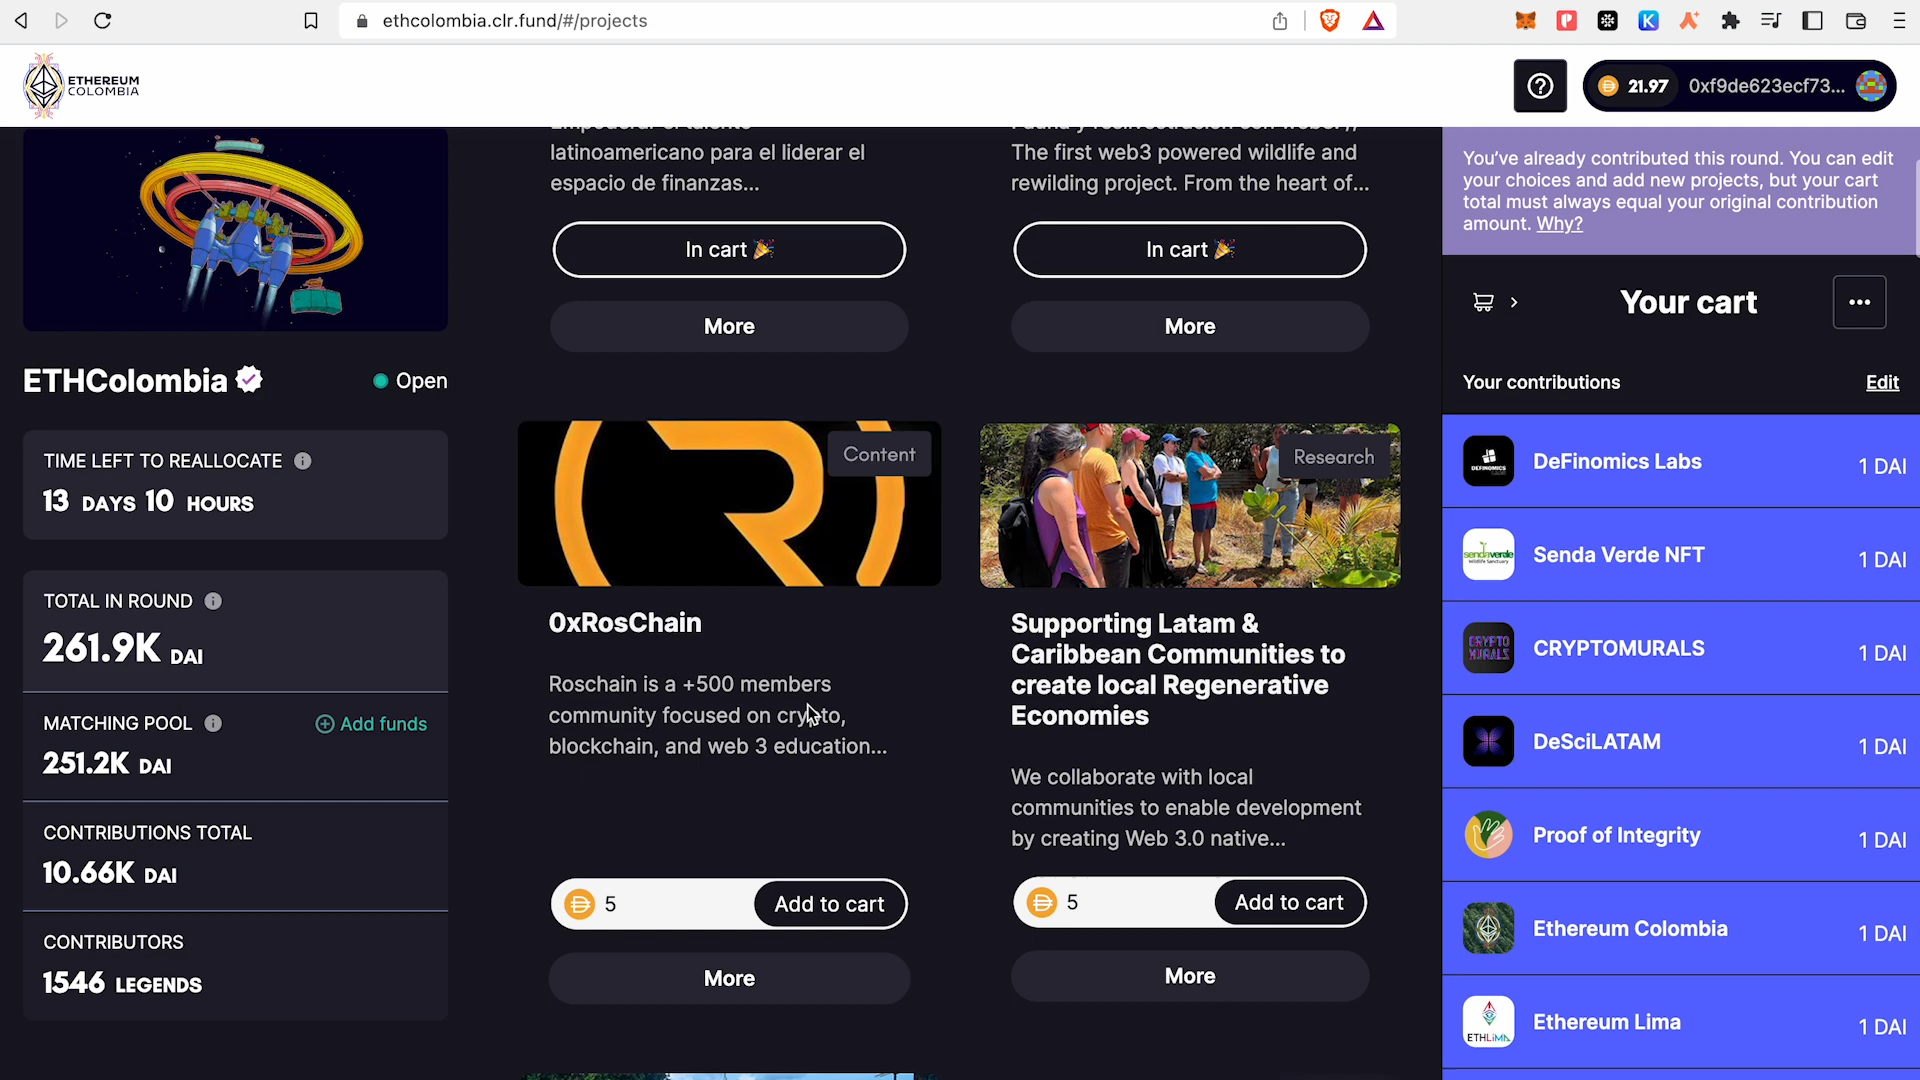 ethcolombia.clr.fund/#/projects
ETHEREUM
COLOMBIA
21.97 0xf9de623ecf73...
ETHColombia
Open
TIME LEFT TO REALLOCATE
13 DAYS 10 HOURS
TOTAL IN ROUND
261.9K DAI
MATCHING POOL
Add funds
251.2K DAI
CONTRIBUTIONS TOTAL
10.66K DAI
CONTRIBUTORS
1546 LEGENDS
latinoamericano para el liderar el
espacio de finanzas...
In cart 🎉
More
The first web3 powered wildlife and
rewilding project. From the heart of...
In cart 🎉
More
Content
0xRosChain
Roschain is a +500 members
community focused on crypto,
blockchain, and web 3 education...
5
Add to cart
More
Research
Supporting Latam &
Caribbean Communities to
create local Regenerative
Economies
We collaborate with local
communities to enable development
by creating Web 3.0 native...
5
Add to cart
More
You've already contributed this round. You can edit
your choices and add new projects, but your cart
total must always equal your original contribution
amount. Why?
Your cart
Your contributions
Edit
DeFinomics Labs
1 DAI
Senda Verde NFT
1 DAI
CRYPTOMURALS
1 DAI
DeSciLATAM
1 DAI
Proof of Integrity
1 DAI
Ethereum Colombia
1 DAI
ETHLIMA
Ethereum Lima
1 DAI